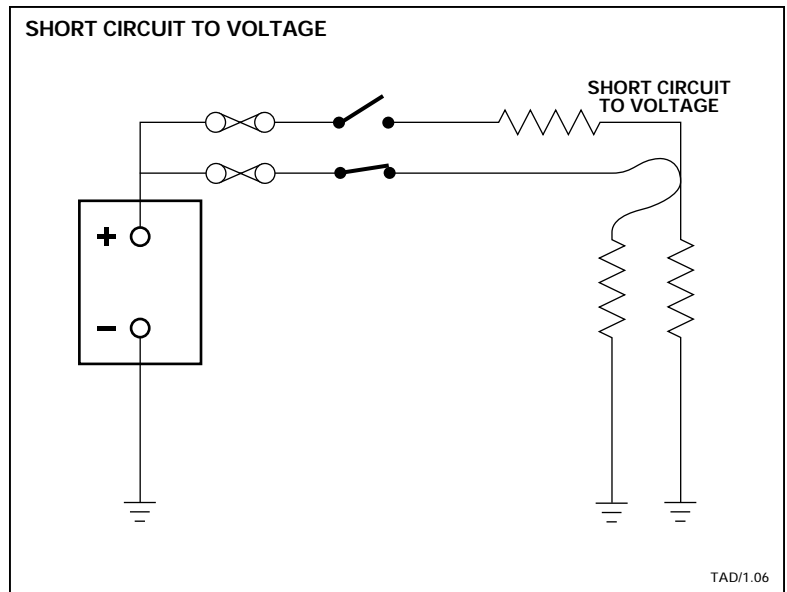 SHORT CIRCUIT TO VOLTAGE
SHORT CIRCUIT
TO VOLTAGE
+
−
TAD/1.06